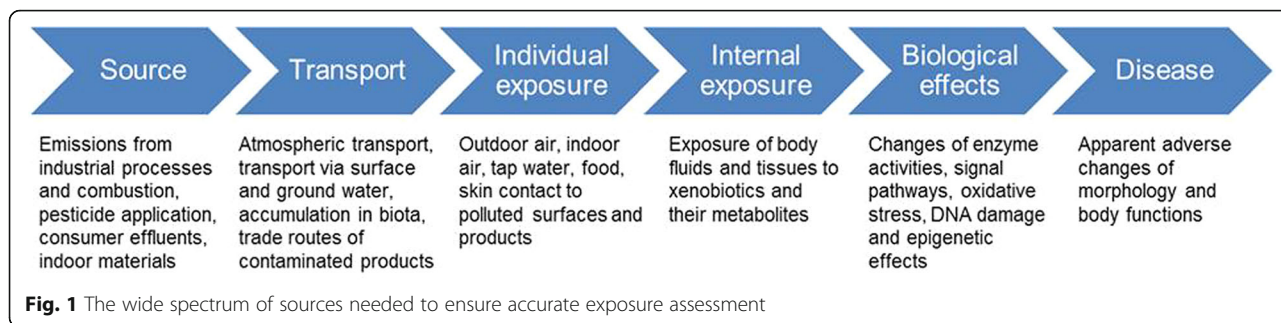 Source
Transport
Individual
exposure
Internal
exposure
Biological
effects
Disease
Emissions from
industrial processes
and combustion,
pesticide application,
consumer effluents,
indoor materials
Atmospheric transport,
transport via surface
and ground water,
accumulation in biota,
trade routes of
contaminated products
Outdoor air, indoor
air, tap water, food,
skin contact to
polluted surfaces and
products
Exposure of body
fluids and tissues to
xenobiotics and
their metabolites
Changes of enzyme
activities, signal
pathways, oxidative
stress, DNA damage
and epigenetic
effects
Apparent adverse
changes of
morphology and
body functions
Fig. 1 The wide spectrum of sources needed to ensure accurate exposure assessment